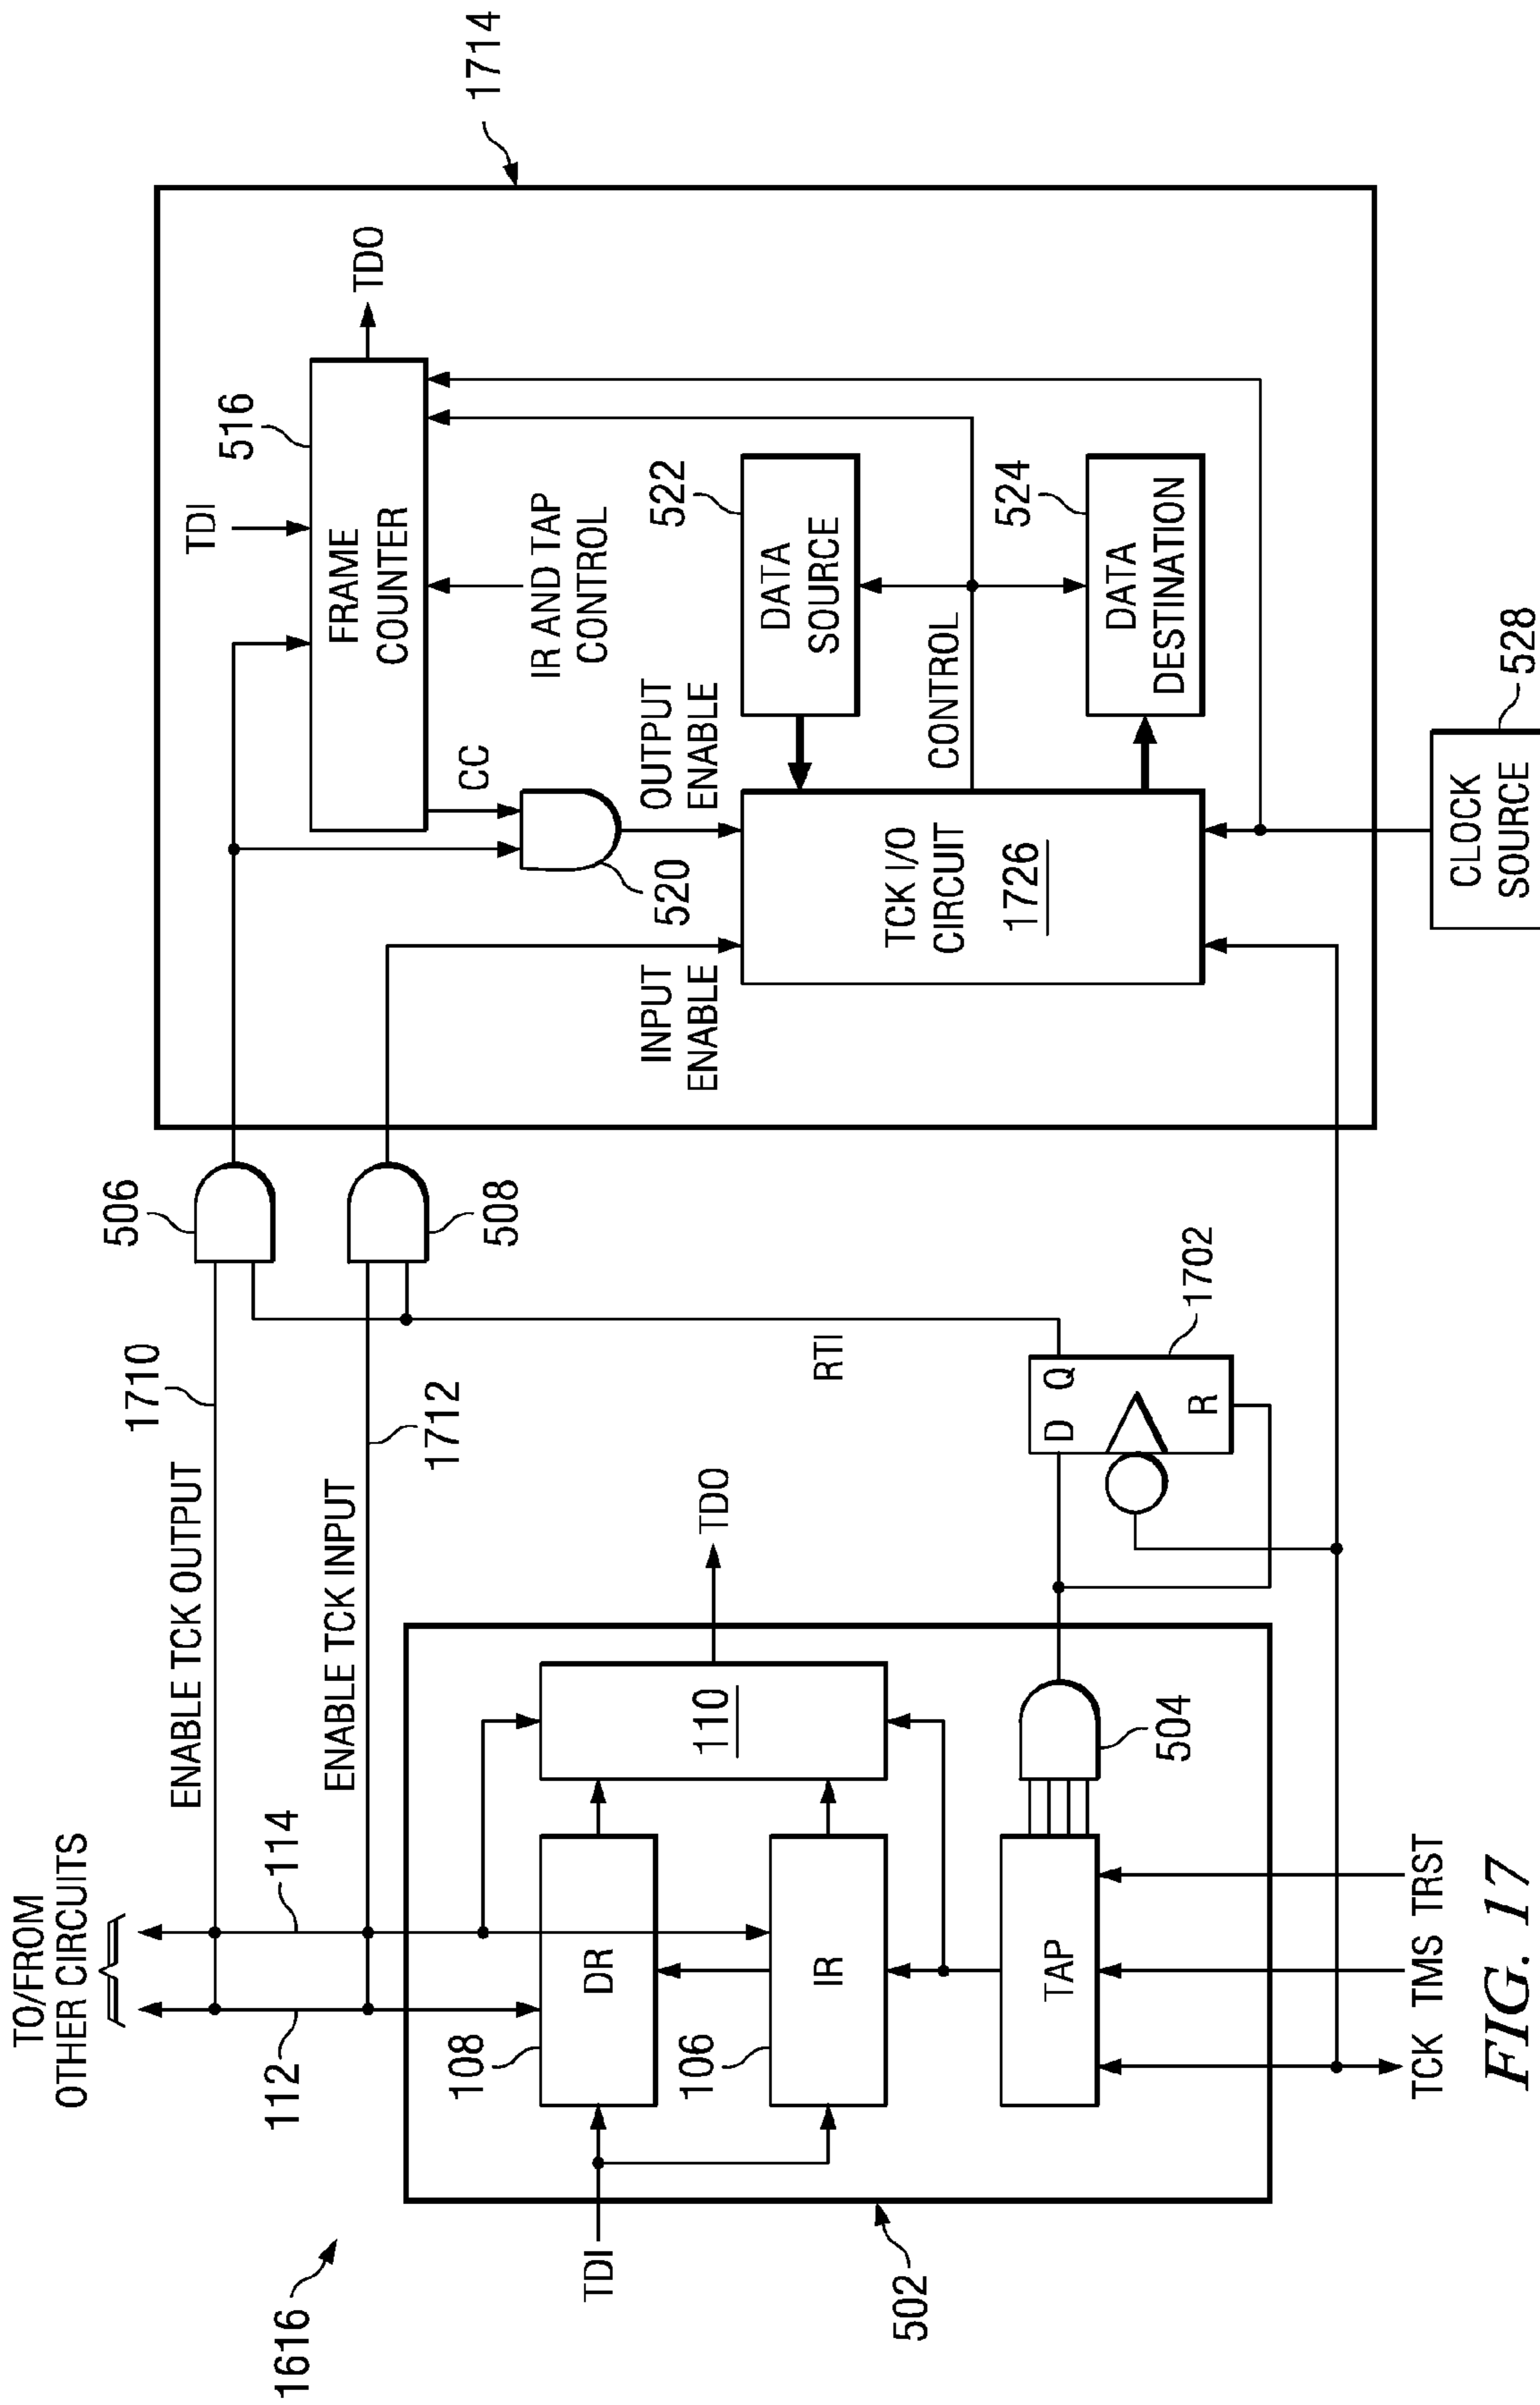 TO/FROM
OTHER CIRCUITS
1616
112
114
ENABLE TCK OUTPUT
1710
506
ENABLE TCK INPUT
1712
508
TDI
502
108
DR
106
IR
TAP
110
TDO
504
TCK
TMS
TRST
D
Q
R
RTI
1702
1714
TDI
516
FRAME
COUNTER
TDO
CC
IR AND TAP
CONTROL
520
INPUT
ENABLE
OUTPUT
ENABLE
522
DATA
SOURCE
CONTROL
524
DATA
DESTINATION
TCK I/O
CIRCUIT
1726
CLOCK
SOURCE
528
FIG. 17